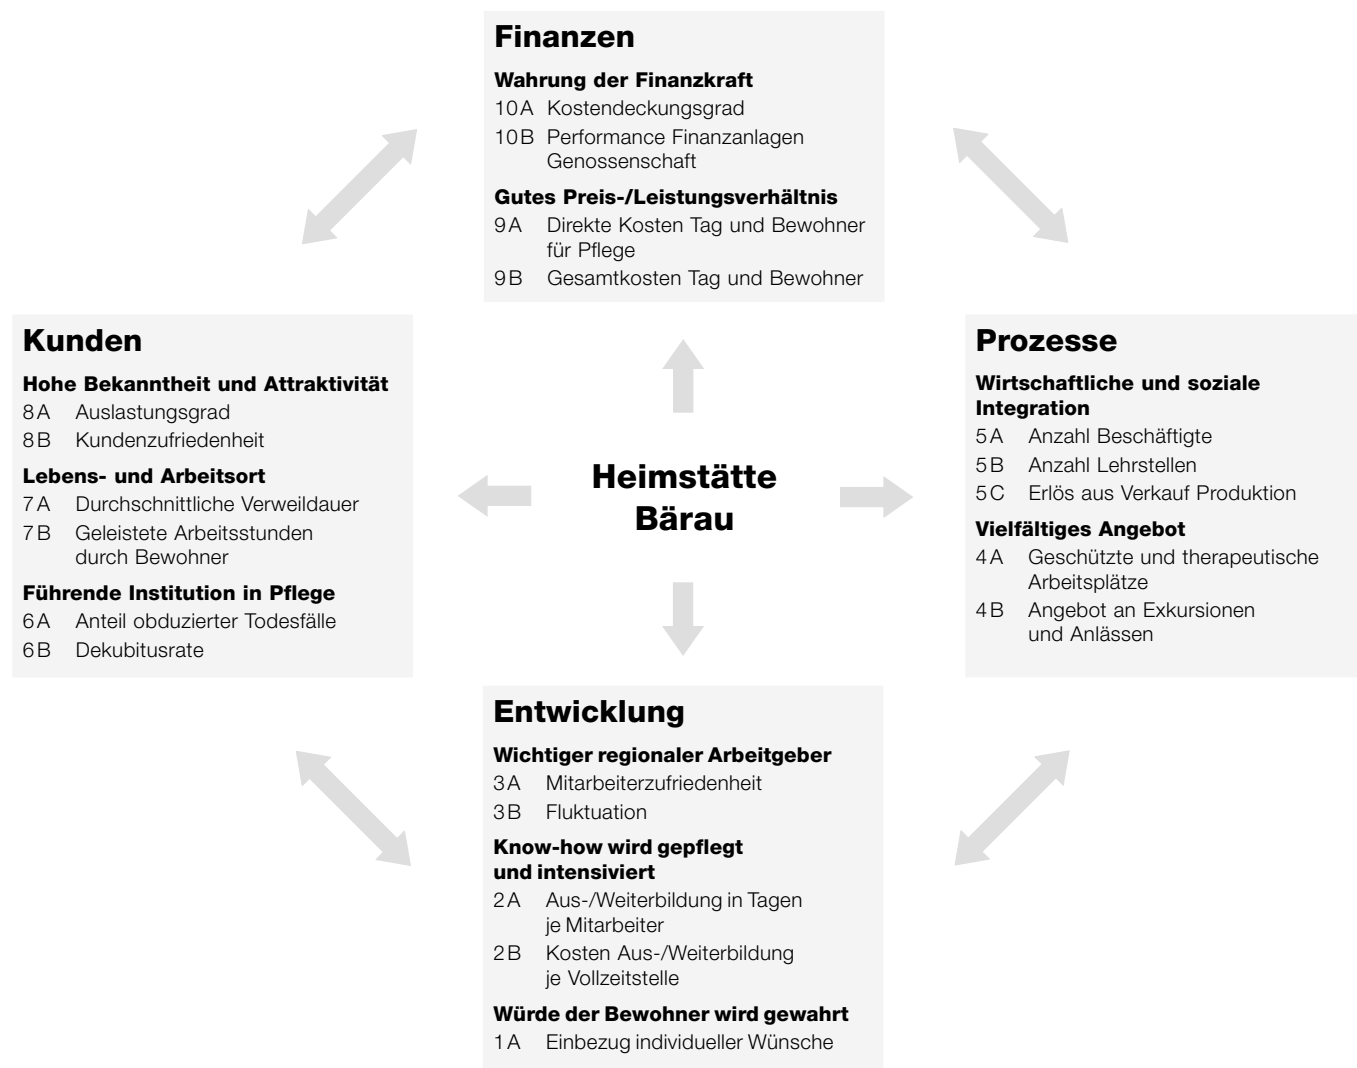 Finanzen
Wahrung der Finanzkraft
10A Kostendeckungsgrad
10B Performance Finanzanlagen
Genossenschaft
Gutes Preis-/Leistungsverhältnis
9A Direkte Kosten Tag und Bewohner
für Pflege
9B Gesamtkosten Tag und Bewohner
Kunden
Hohe Bekanntheit und Attraktivität
8A Auslastungsgrad
8B Kundenzufriedenheit
Lebens- und Arbeitsort
7A Durchschnittliche Verweildauer
7B Geleistete Arbeitsstunden
durch Bewohner
Führende Institution in Pflege
6A Anteil obduzierter Todesfälle
6B Dekubitusrate
Heimstätte
Bärau
Prozesse
Wirtschaftliche und soziale
Integration
5A Anzahl Beschäftigte
5B Anzahl Lehrstellen
5C Erlös aus Verkauf Produktion
Vielfältiges Angebot
4A Geschützte und therapeutische
Arbeitsplätze
4B Angebot an Exkursionen
und Anlässen
Entwicklung
Wichtiger regionaler Arbeitgeber
3A Mitarbeiterzufriedenheit
3B Fluktuation
Know-how wird gepflegt
und intensiviert
2A Aus-/Weiterbildung in Tagen
je Mitarbeiter
2B Kosten Aus-/Weiterbildung
je Vollzeitstelle
Würde der Bewohner wird gewahrt
1A Einbezug individueller Wünsche